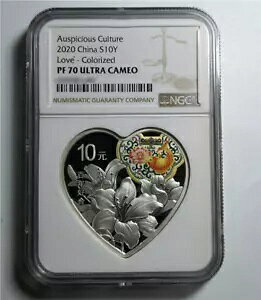 Auspicious Culture
2020 China S10Y
Love - Colorized
PF 70 ULTRA CAMEO
NUMISMATIC GUARANTY COMPANY
NGC
10元